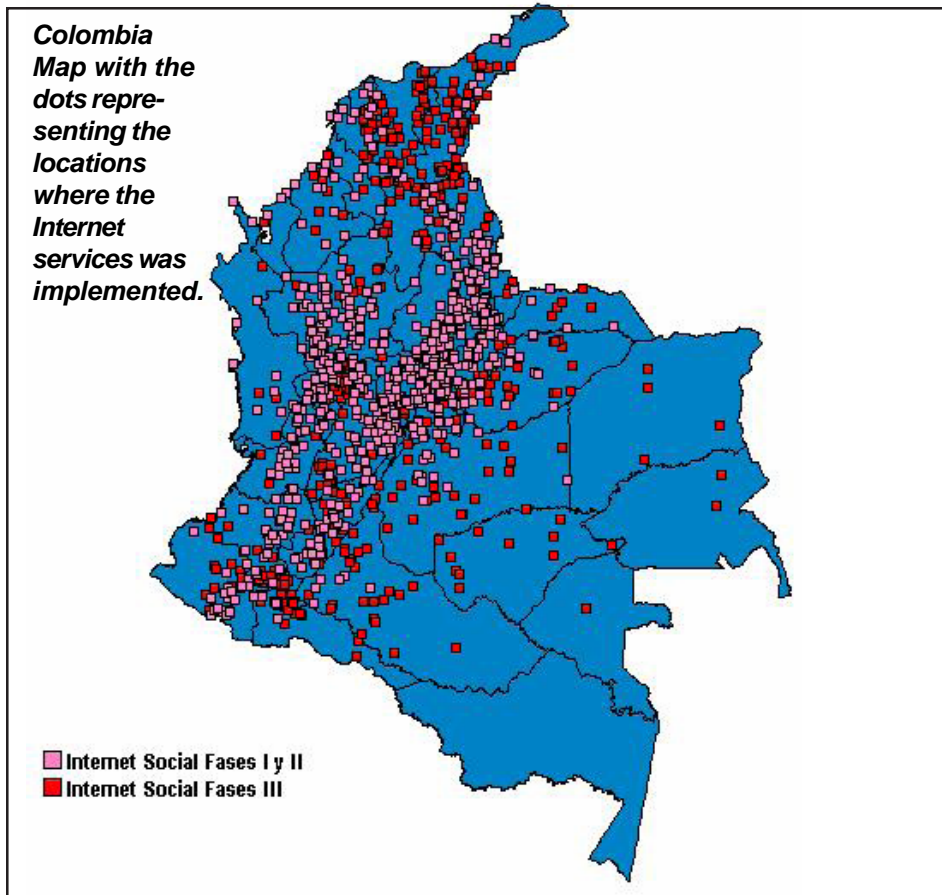 Colombia
Map with the
dots repre-
senting the
locations
where the
Internet
services was
implemented.
Internet Social Fases I y II
Internet Social Fases III